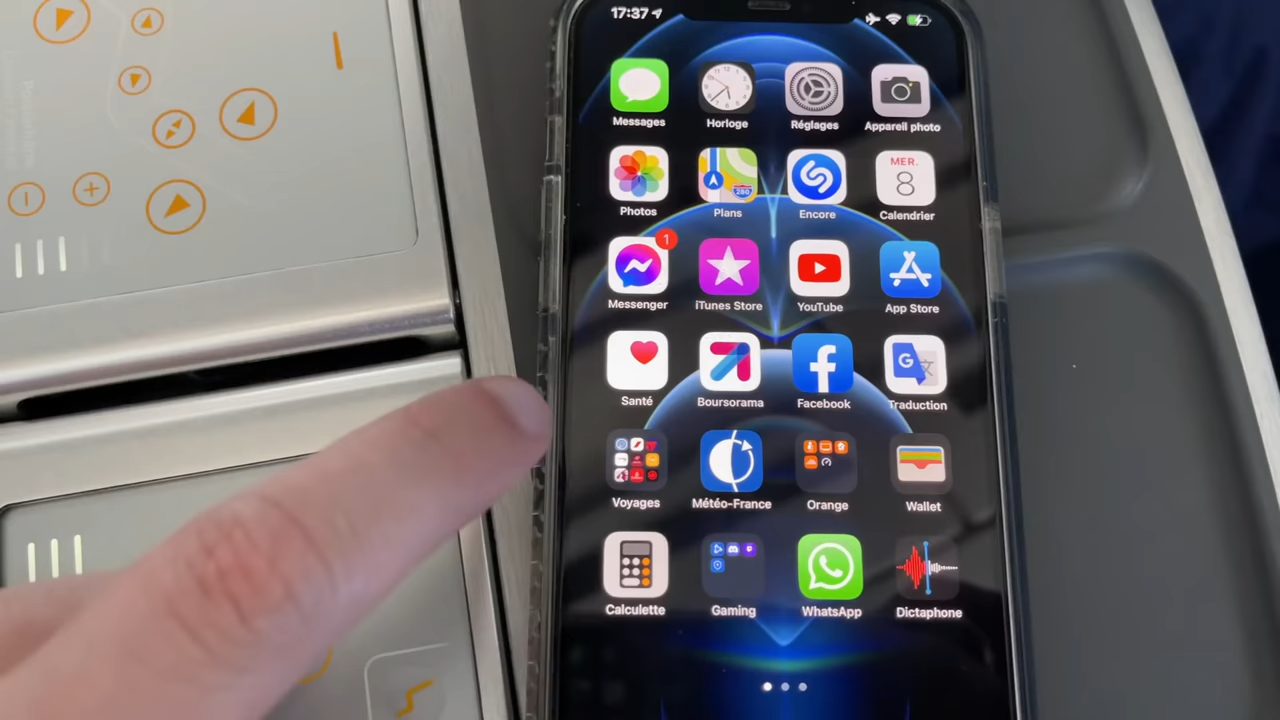 17:37
Messages
Horloge
Réglages
Appareil photo
MER.
8
280
Photos
Plans
Encore
Calendrier
1
Messenger
iTunes Store
YouTube
App Store
G
Santé
Boursorama
Facebook
Traduction
Voyages
Météo-France
Orange
Wallet
Calculette
Gaming
WhatsApp
Dictaphone